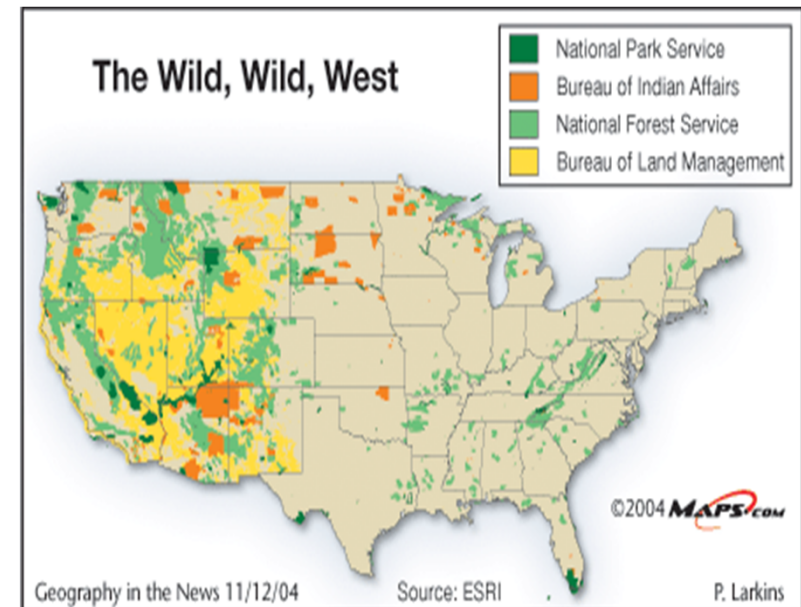 The Wild, Wild, West
National Park Service
Bureau of Indian Affairs
National Forest Service
Bureau of Land Management
©2004 MAPS.COM
Geography in the News 11/12/04
Source: ESRI
P. Larkins